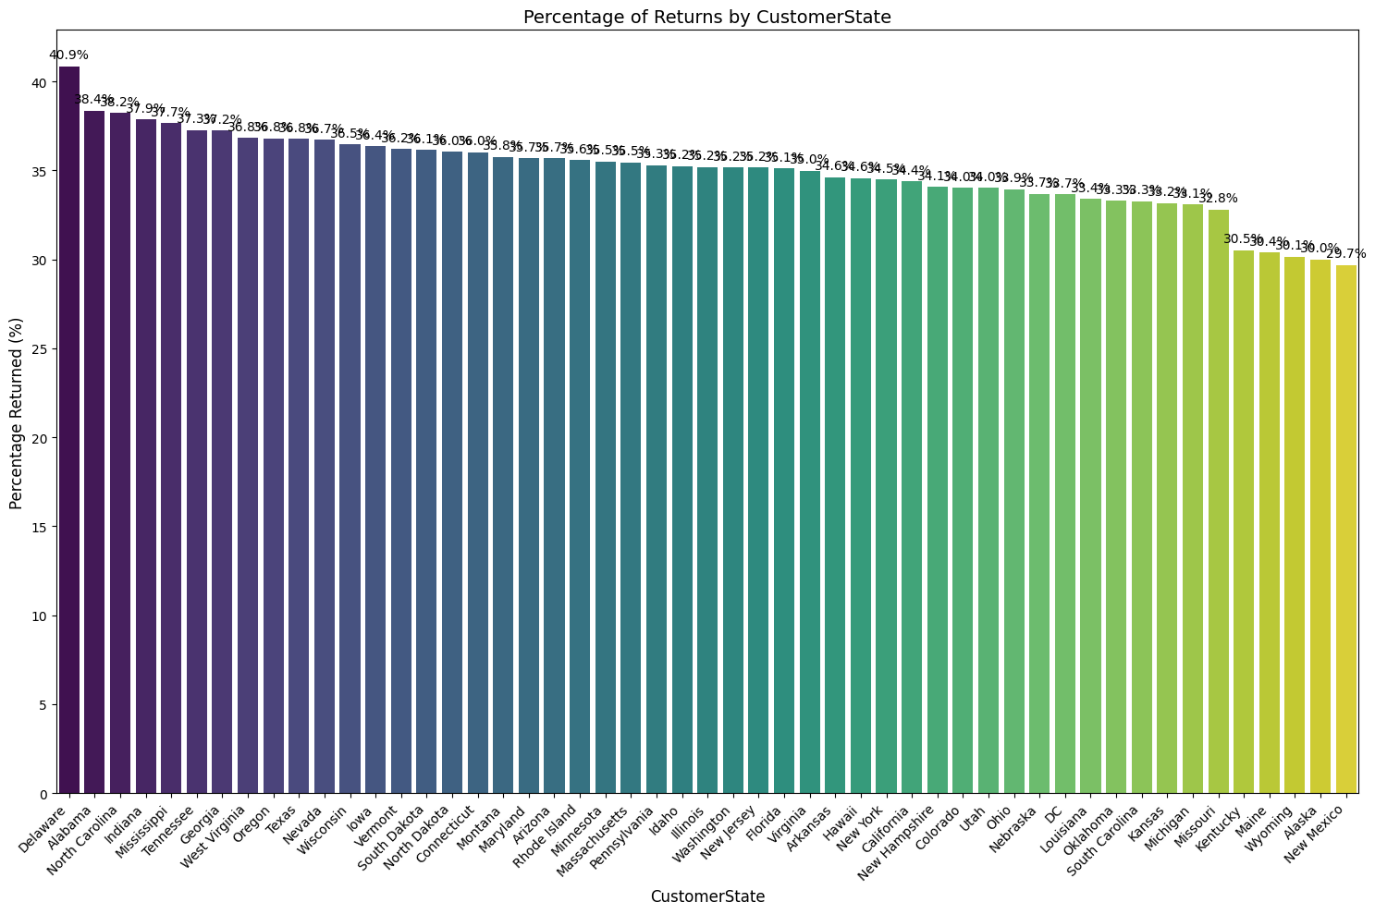 Percentage of Returns by CustomerState
40.9%
38.4%
38.2%
37.9%
37.7%
37.3%
37.2%
36.8%
36.8%
36.8%
36.7%
36.5%
36.4%
36.2%
36.1%
36.0%
36.0%
35.8%
35.7%
35.7%
35.6%
35.5%
35.5%
35.3%
35.2%
35.2%
35.2%
35.2%
35.1%
35.0%
34.6%
34.6%
34.5%
34.4%
34.1%
34.0%
34.0%
33.9%
33.7%
33.7%
33.4%
33.3%
33.3%
33.2%
33.1%
32.8%
30.5%
30.4%
30.1%
30.0%
29.7%
40
35
30
25
20
15
10
5
0
Percentage Returned (%)
Delaware
Alabama
North Carolina
Indiana
Mississippi
Tennessee
Georgia
West Virginia
Oregon
Texas
Nevada
Wisconsin
Iowa
Vermont
South Dakota
North Dakota
Connecticut
Montana
Maryland
Arizona
Rhode Island
Minnesota
Massachusetts
Pennsylvania
Idaho
Illinois
Washington
New Jersey
Florida
Virginia
Arkansas
Hawaii
New York
California
New Hampshire
Colorado
Utah
Ohio
Nebraska
DC
Louisiana
Oklahoma
South Carolina
Kansas
Michigan
Missouri
Kentucky
Maine
Wyoming
Alaska
New Mexico
CustomerState